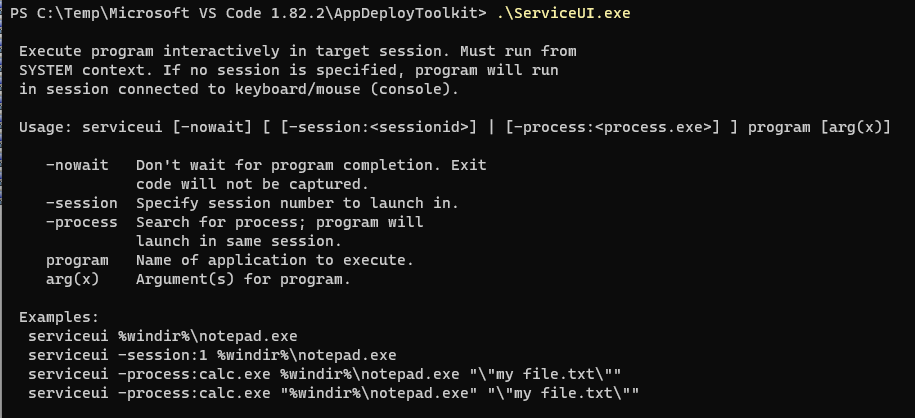 PS C:\Temp\Microsoft VS Code 1.82.2\AppDeployToolkit> .\ServiceUI.exe
Execute program interactively in target session. Must run from
SYSTEM context. If no session is specified, program will run
in session connected to keyboard/mouse (console).
Usage: serviceui [-nowait] [ [-session:<sessionid>] | [-process:<process.exe>] ] program [arg(x)]
-nowait Don't wait for program completion. Exit
code will not be captured.
-session Specify session number to launch in.
-process Search for process; program will
launch in same session.
program Name of application to execute.
arg(x) Argument(s) for program.
Examples:
serviceui %windir%\notepad.exe
serviceui -session:1 %windir%\notepad.exe
serviceui -process:calc.exe %windir%\notepad.exe "\"my file.txt\""
serviceui -process:calc.exe "%windir%\notepad.exe" "\"my file.txt\""